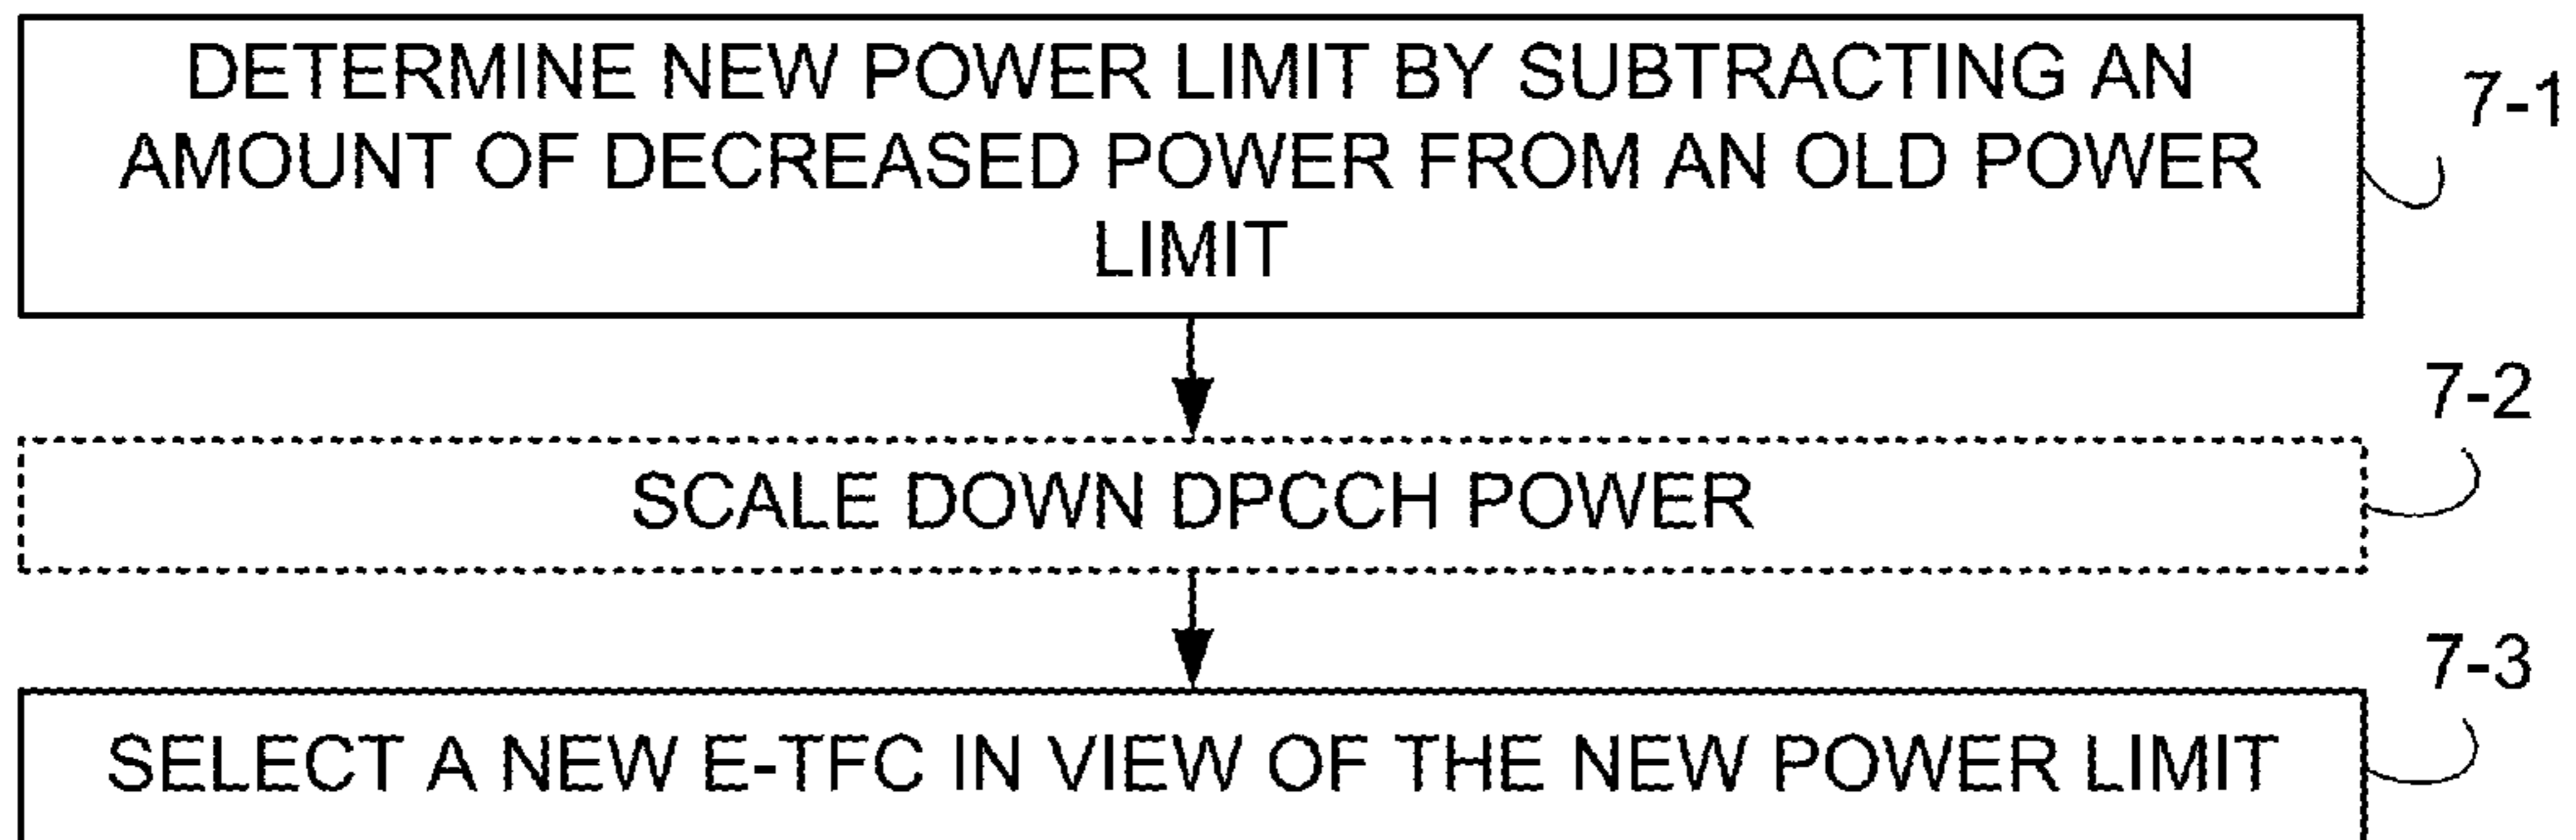 DETERMINE NEW POWER LIMIT BY SUBTRACTING AN
AMOUNT OF DECREASED POWER FROM AN OLD POWER
LIMIT
7-1
7-2
SCALE DOWN DPCCH POWER
7-3
SELECT A NEW E-TFC IN VIEW OF THE NEW POWER LIMIT